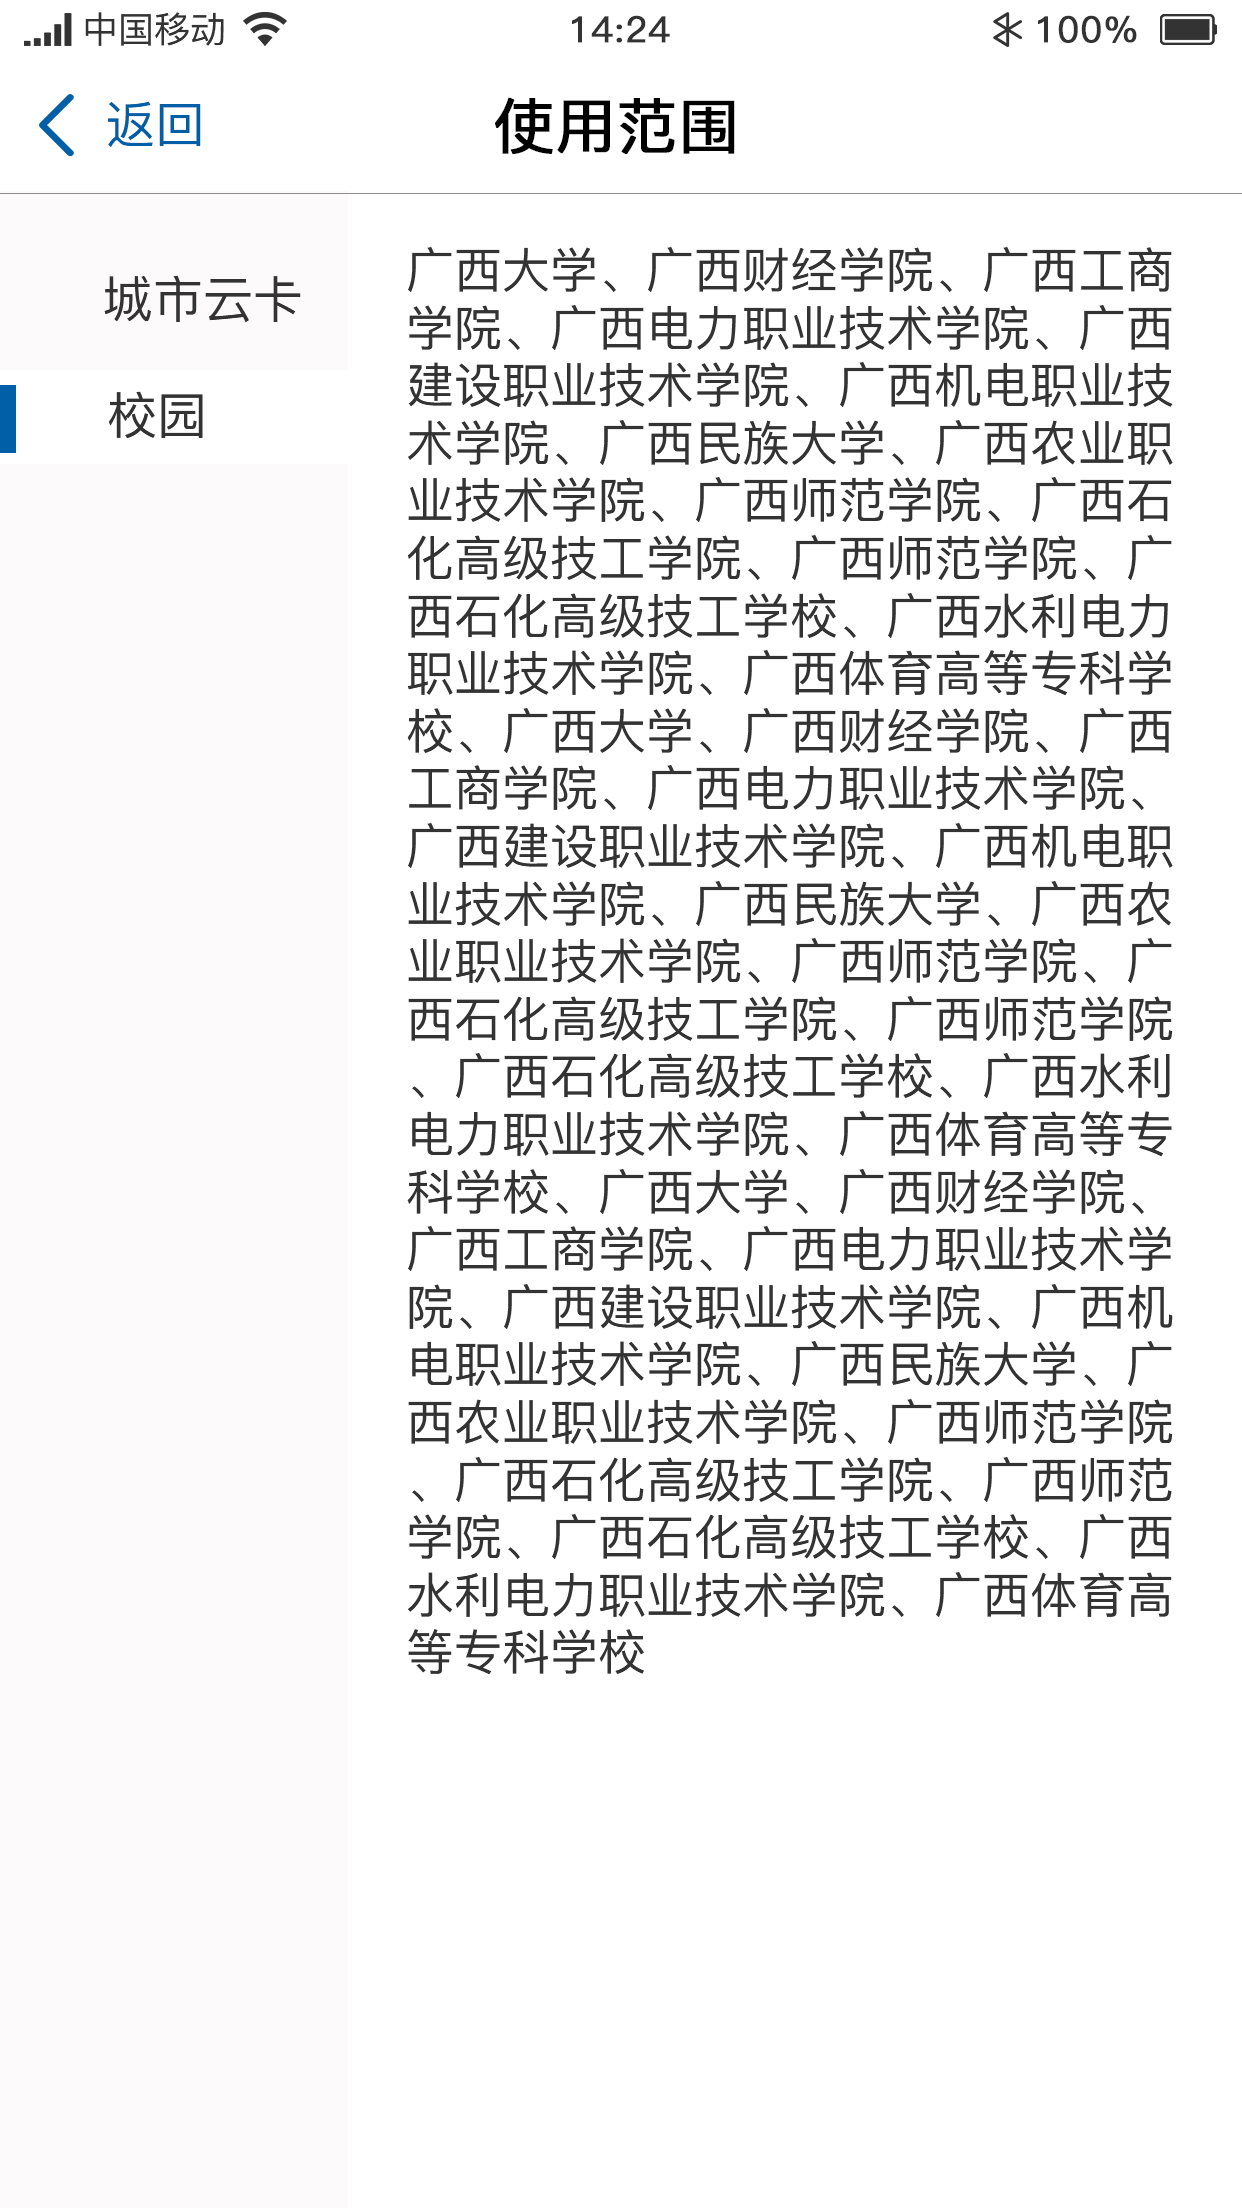 中国移动
14:24
100%
返回
使用范围
城市云卡
校园
广西大学、广西财经学院、广西工商
学院、广西电力职业技术学院、广西
建设职业技术学院、广西机电职业技
术学院、广西民族大学、广西农业职
业技术学院、广西师范学院、广西石
化高级技工学院、广西师范学院、广
西石化高级技工学校、广西水利电力
职业技术学院、广西体育高等专科学
校、广西大学、广西财经学院、广西
工商学院、广西电力职业技术学院、
广西建设职业技术学院、广西机电职
业技术学院、广西民族大学、广西农
业职业技术学院、广西师范学院、广
西石化高级技工学院、广西师范学院
、广西石化高级技工学校、广西水利
电力职业技术学院、广西体育高等专
科学校、广西大学、广西财经学院、
广西工商学院、广西电力职业技术学
院、广西建设职业技术学院、广西机
电职业技术学院、广西民族大学、广
西农业职业技术学院、广西师范学院
、广西石化高级技工学院、广西师范
学院、广西石化高级技工学校、广西
水利电力职业技术学院、广西体育高
等专科学校